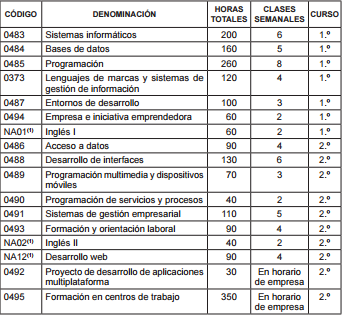 CÓDIGO DENOMINACIÓN HORAS TOTALES CLASES SEMANALES CURSO
0483 Sistemas informáticos 200 6 1.º
0484 Bases de datos 160 5 1.º
0485 Programación 260 8 1.º
0373 Lenguajes de marcas y sistemas de gestión de información 120 4 1.º
0487 Entornos de desarrollo 100 3 1.º
0494 Empresa e iniciativa emprendedora 60 2 1.º
NA01(1) Inglés I 60 2 1.º
0486 Acceso a datos 90 4 2.º
0488 Desarrollo de interfaces 130 6 2.º
0489 Programación multimedia y dispositivos móviles 70 3 2.º
0490 Programación de servicios y procesos 40 2 2.º
0491 Sistemas de gestión empresarial 110 5 2.º
0493 Formación y orientación laboral 90 4 2.º
NA02(1) Inglés II 40 2 2.º
NA12(1) Desarrollo web 90 4 2.º
0492 Proyecto de desarrollo de aplicaciones multiplataforma 30 En horario de empresa 2.º
0495 Formación en centros de trabajo 350 En horario de empresa 2.º